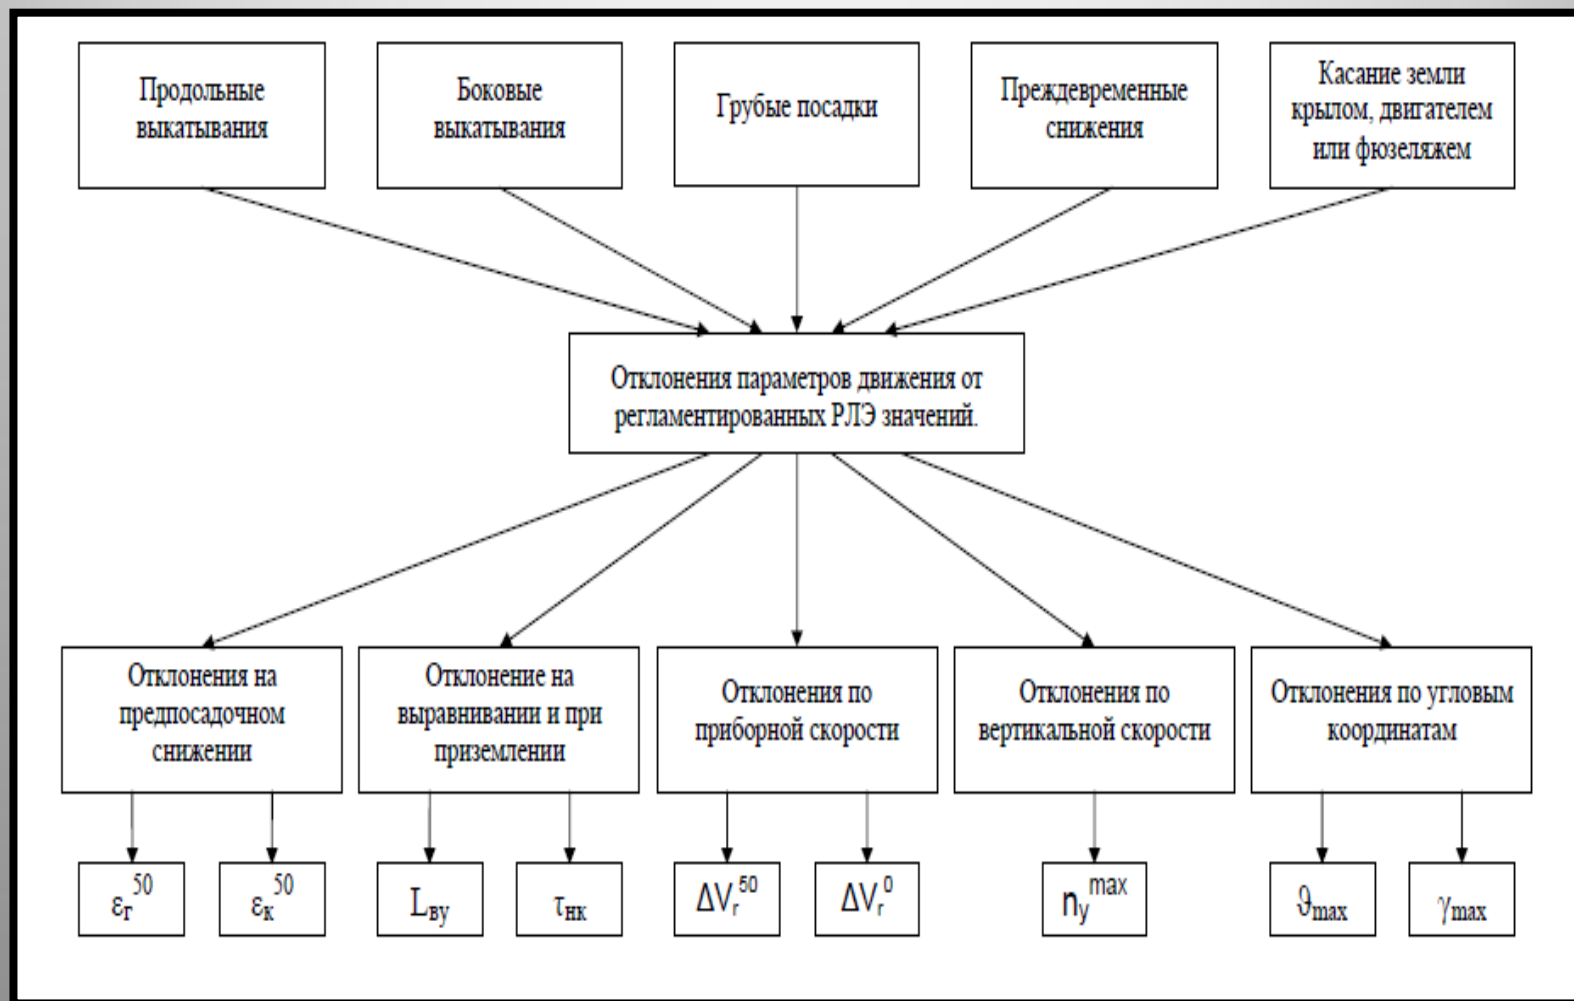 Продольные
выкатывания
Боковые
выкатывания
Грубые посадки
Преждевременные
снижения
Касание земли
крылом, двигателем
или фюзеляжем
Отклонения параметров движения от
регламентированных РЛЭ значений.
Отклонения на
предпосадочном
снижении
Отклонение на
выравнивании и при
приземлении
Отклонения по
приборной скорости
Отклонения по
вертикальной скорости
Отклонения по угловым
координатам
εг50
εк50
Lву
τнк
ΔVr50
ΔVr0
nymax
ϑmax
γmax